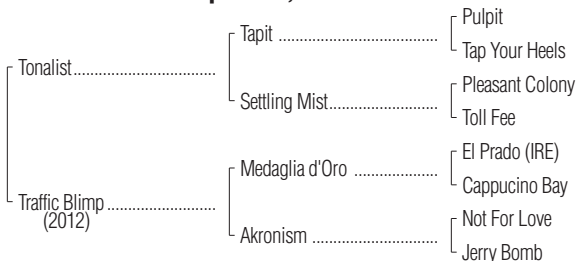 Pulpit
Tapit ........................................
Tap Your Heels
Tonalist...................................
Pleasant Colony
Settling Mist...........................
Toll Fee
El Prado (IRE)
Medaglia d'Oro .....................
Cappucino Bay
Traffic Blimp ...........................
(2012)
Not For Love
Akronism ...............................
Jerry Bomb